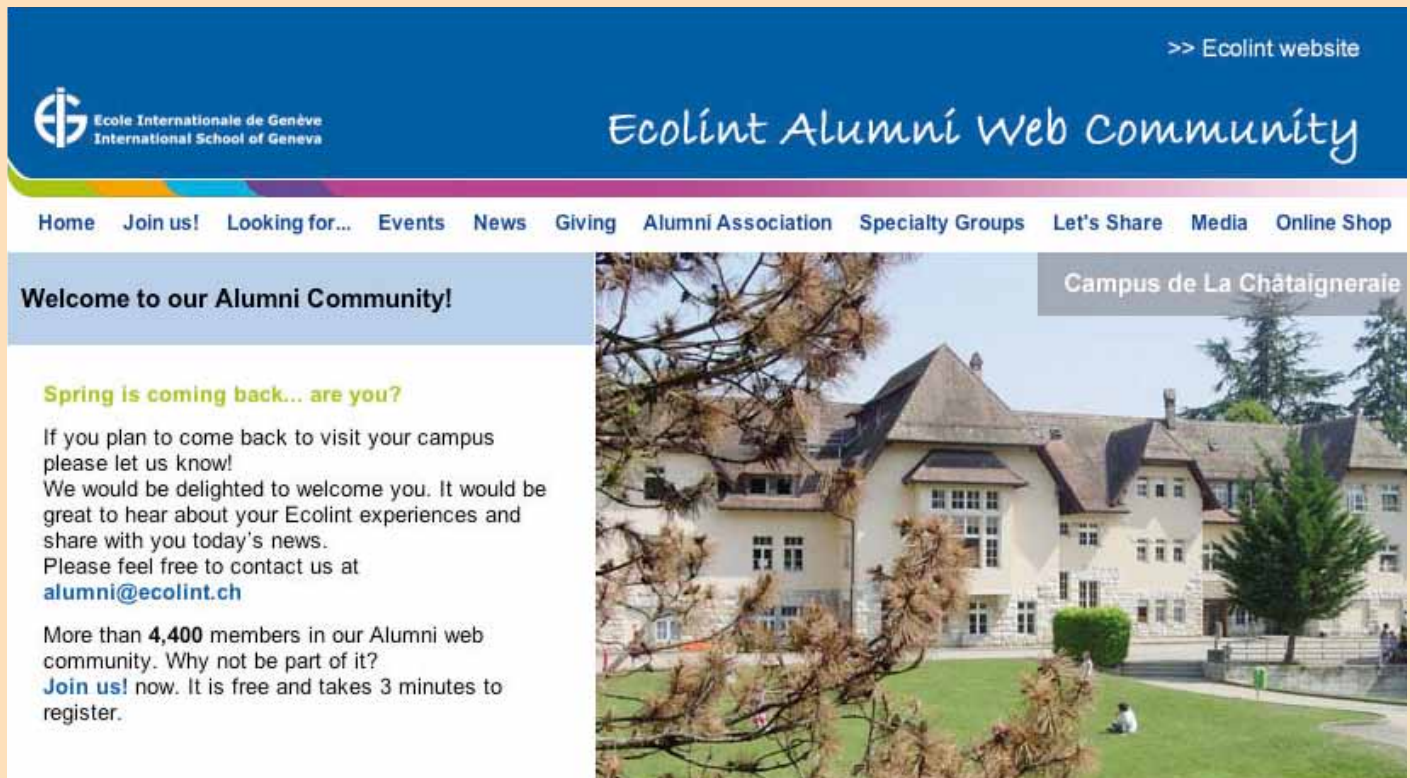 >> Ecolint website
Ecole Internationale de Genève
International School of Geneva
Ecolint Alumni Web Community
Home Join us! Looking for... Events News Giving Alumni Association Specialty Groups Let's Share Media Online Shop
Welcome to our Alumni Community!
Campus de La Châtaigneraie
Spring is coming back... are you?
If you plan to come back to visit your campus
please let us know!
We would be delighted to welcome you. It would be
great to hear about your Ecolint experiences and
share with you today's news.
Please feel free to contact us at
alumni@ecolint.ch
More than 4,400 members in our Alumni web
community. Why not be part of it?
Join us! now. It is free and takes 3 minutes to
register.